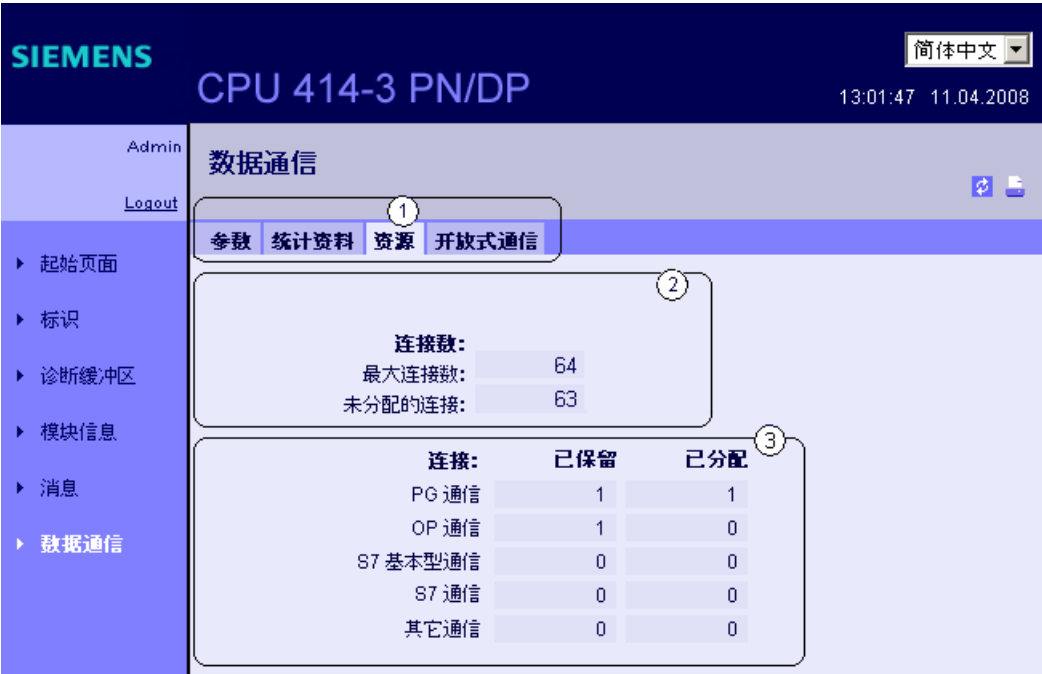 SIEMENS
简体中文
CPU 414-3 PN/DP
13:01:47 11.04.2008
Admin
Logout
数据通信
1
参数 统计资料 资源 开放式通信
起始页面
标识
诊断缓冲区
模块信息
消息
数据通信
2
连接数:
最大连接数: 64
未分配的连接: 63
3
连接: 已保留 已分配
PG 通信 1 1
OP 通信 1 0
S7 基本型通信 0 0
S7 通信 0 0
其它通信 0 0